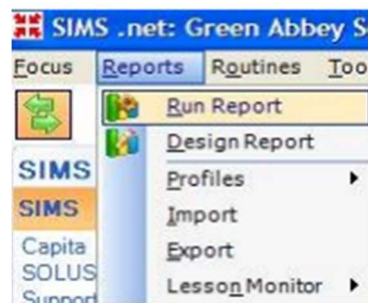 SIMS .net: Green Abbey S
Focus Reports Routines Too
Run Report
Design Report
Profiles
Import
Export
Lesson Monitor
SIMS
SIMS
Capita
SOLUS
Support